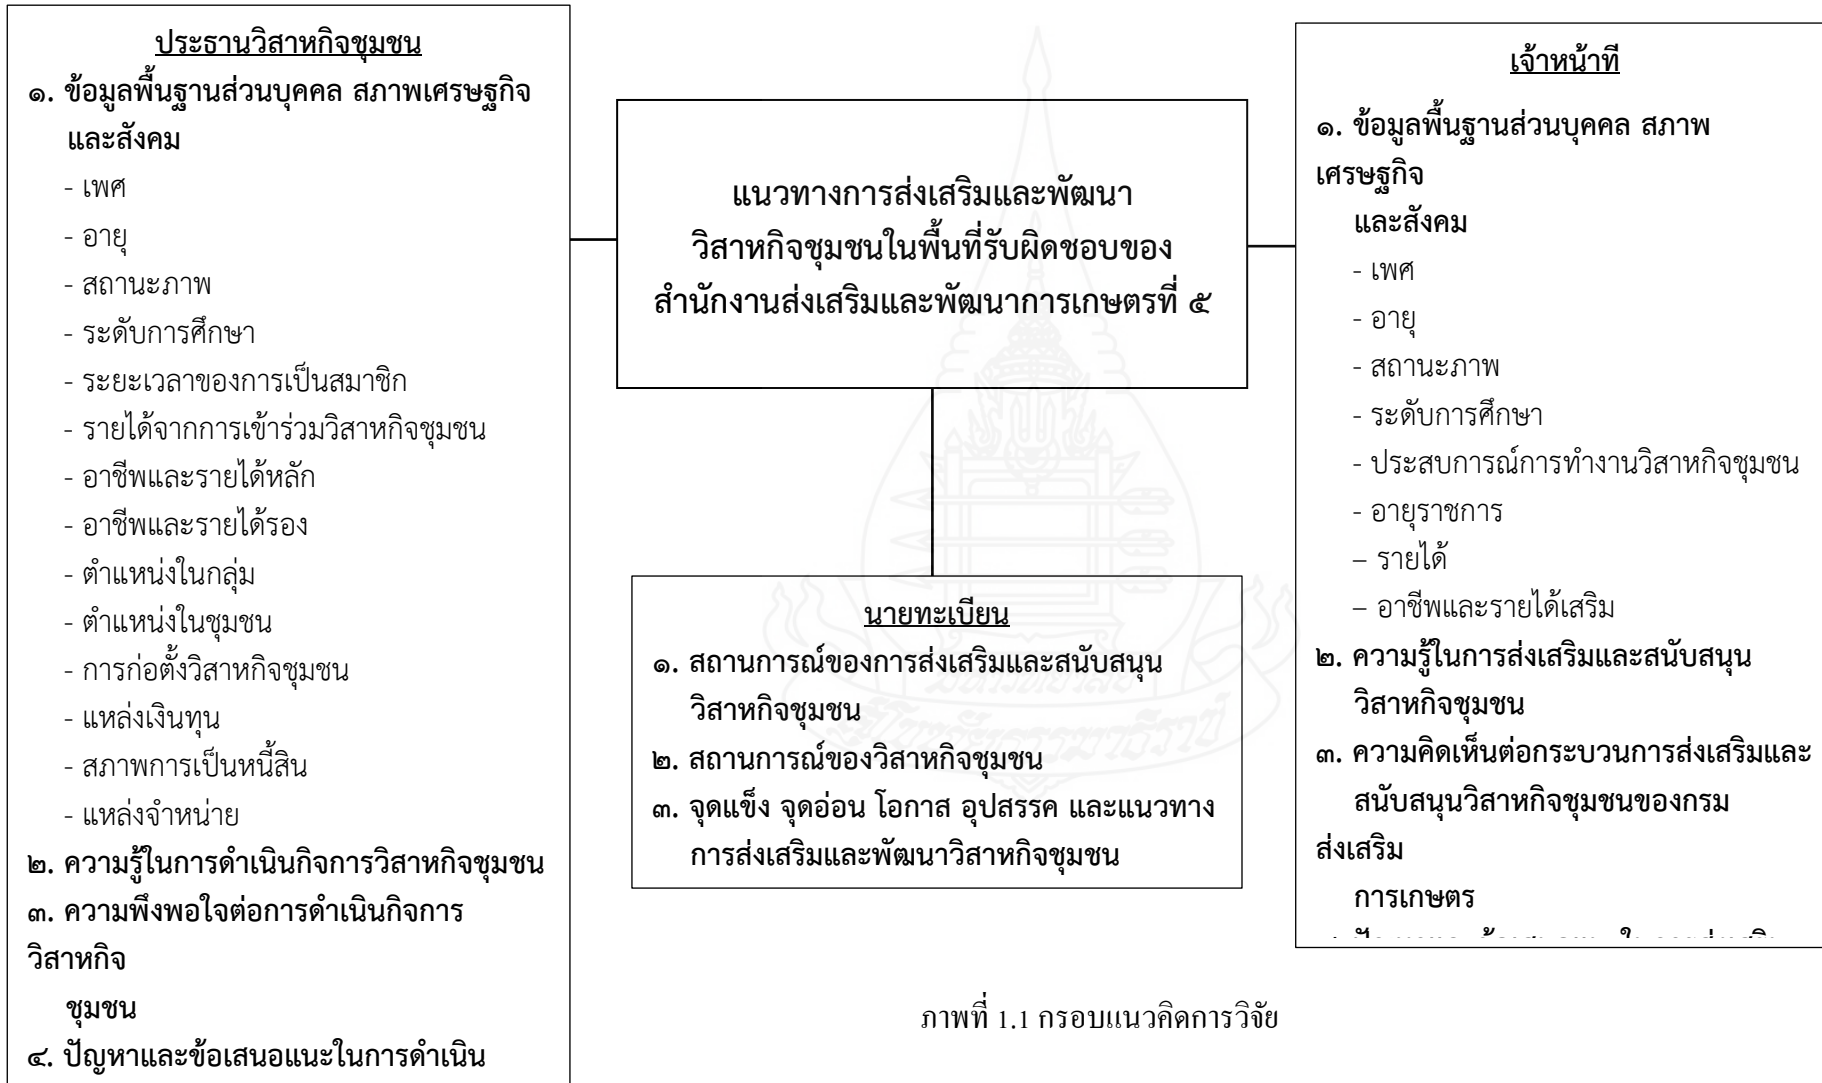 ประธานวิสาหกิจชุมชน
๑. ข้อมูลพื้นฐานส่วนบุคคล สภาพเศรษฐกิจ
และสังคม
- เพศ
- อายุ
- สถานะภาพ
- ระดับการศึกษา
- ระยะเวลาของการเป็นสมาชิก
- รายได้จากการเข้าร่วมวิสาหกิจชุมชน
- อาชีพและรายได้หลัก
- อาชีพและรายได้รอง
- ตำแหน่งในกลุ่ม
- ตำแหน่งในชุมชน
- การก่อตั้งวิสาหกิจชุมชน
- แหล่งเงินทุน
- สภาพการเป็นหนี้สิน
- แหล่งจำหน่าย
๒. ความรู้ในการดำเนินกิจการวิสาหกิจชุมชน
๓. ความพึงพอใจต่อการดำเนินกิจการ
วิสาหกิจ
ชุมชน
๔. ปัญหาและข้อเสนอแนะในการดำเนิน
แนวทางการส่งเสริมและพัฒนา
วิสาหกิจชุมชนในพื้นที่รับผิดชอบของ
สำนักงานส่งเสริมและพัฒนาการเกษตรที่ ๕
นายทะเบียน
๑. สถานการณ์ของการส่งเสริมและสนับสนุน
วิสาหกิจชุมชน
๒. สถานการณ์ของวิสาหกิจชุมชน
๓. จุดแข็ง จุดอ่อน โอกาส อุปสรรค และแนวทาง
การส่งเสริมและพัฒนาวิสาหกิจชุมชน
เจ้าหน้าที่
๑. ข้อมูลพื้นฐานส่วนบุคคล สภาพ
เศรษฐกิจ
และสังคม
- เพศ
- อายุ
- สถานะภาพ
- ระดับการศึกษา
- ประสบการณ์การทำงานวิสาหกิจชุมชน
- อายุราชการ
– รายได้
– อาชีพและรายได้เสริม
๒. ความรู้ในการส่งเสริมและสนับสนุน
วิสาหกิจชุมชน
๓. ความคิดเห็นต่อกระบวนการส่งเสริมและ
สนับสนุนวิสาหกิจชุมชนของกรม
ส่งเสริม
การเกษตร
ภาพที่ 1.1 กรอบแนวคิดการวิจัย